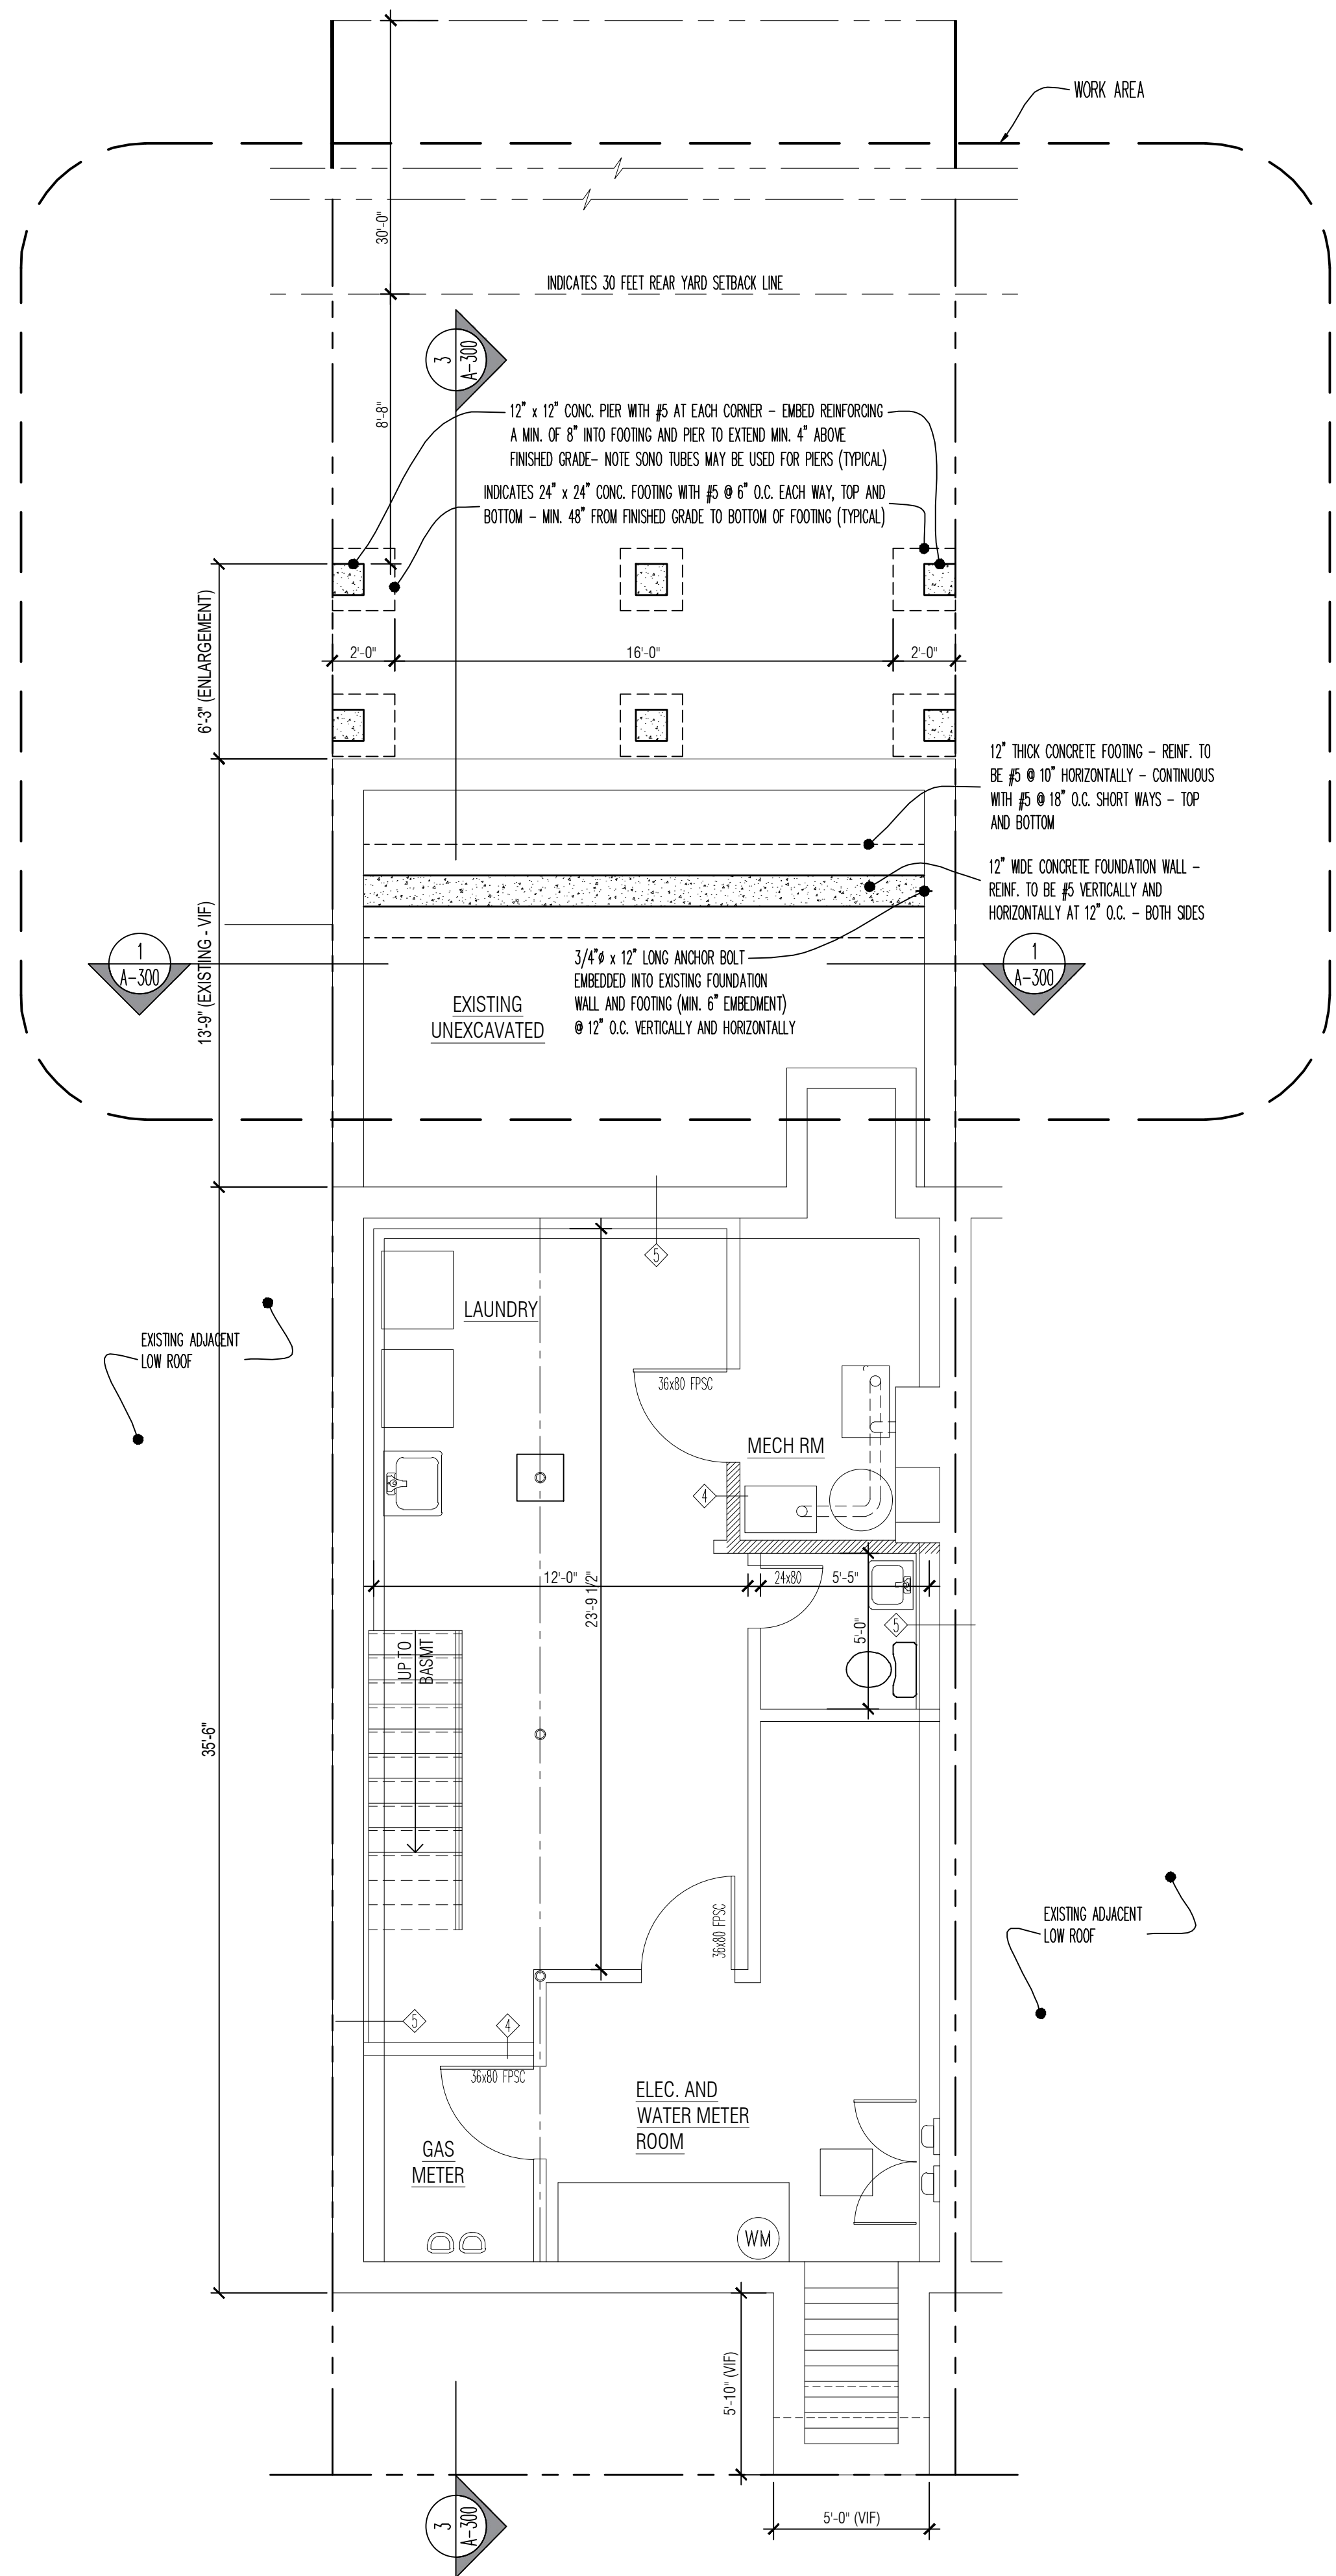 WORK AREA
30'-0"
INDICATES 30 FEET REAR YARD SETBACK LINE
3
A-300
8'-8"
12" x 12" CONC. PIER WITH #5 AT EACH CORNER - EMBED REINFORCING
A MIN. OF 8" INTO FOOTING AND PIER TO EXTEND MIN. 4" ABOVE
FINISHED GRADE- NOTE SONO TUBES MAY BE USED FOR PIERS (TYPICAL)
INDICATES 24" x 24" CONC. FOOTING WITH #5 @ 6" O.C. EACH WAY, TOP AND
BOTTOM - MIN. 48" FROM FINISHED GRADE TO BOTTOM OF FOOTING (TYPICAL)
6'-3" (ENLARGEMENT)
2'-0"
16'-0"
2'-0"
12" THICK CONCRETE FOOTING - REINF. TO
BE #5 @ 10" HORIZONTALLY - CONTINUOUS
WITH #5 @ 18" O.C. SHORT WAYS - TOP
AND BOTTOM
12" WIDE CONCRETE FOUNDATION WALL -
REINF. TO BE #5 VERTICALLY AND
HORIZONTALLY AT 12" O.C. - BOTH SIDES
13'-9" (EXISTING - VIF)
1
A-300
1
A-300
3/4"ø x 12" LONG ANCHOR BOLT
EMBEDDED INTO EXISTING FOUNDATION
WALL AND FOOTING (MIN. 6" EMBEDMENT)
@ 12" O.C. VERTICALLY AND HORIZONTALLY
EXISTING
UNEXCAVATED
5
LAUNDRY
EXISTING ADJACENT
LOW ROOF
36x80 FPSC
MECH RM
4
12'-0"
23'-9 1/2"
24x80
5'-5"
5'-0"
5
UP TO
BASMT
35'-6"
36x80 FPSC
EXISTING ADJACENT
LOW ROOF
5
4
36x80 FPSC
ELEC. AND
WATER METER
ROOM
GAS
METER
WM
5'-10" (VIF)
5'-0" (VIF)
3
A-300